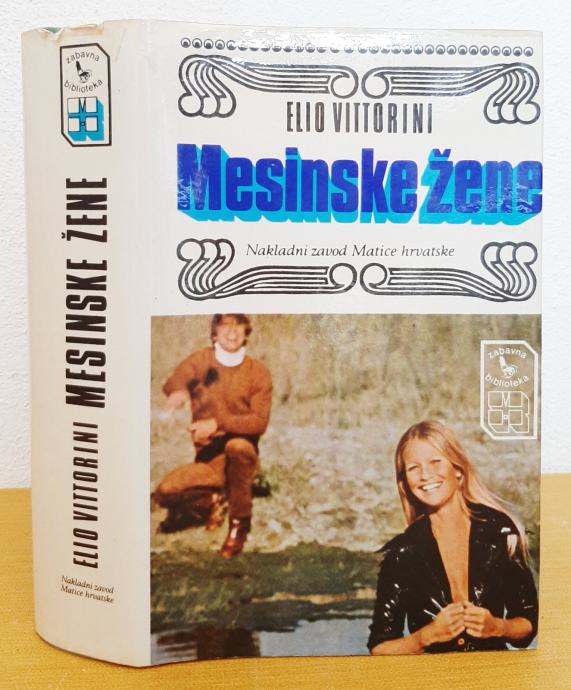 zabavna
biblioteka
M
H
ELIO VITTORINI MESINSKE ŽENE
Nakladni zavod
Matice hrvatske
ELIO VITTORINI
Mesinske žene
Nakladni zavod Matice hrvatske
zabavna
biblioteka
M
H